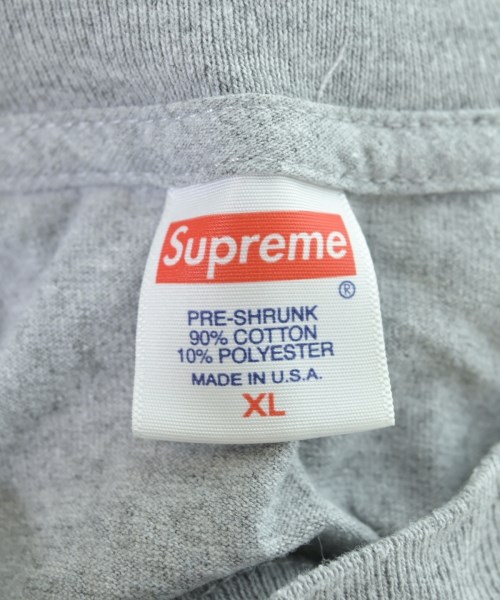 Supreme
®
PRE-SHRUNK
90% COTTON
10% POLYESTER
MADE IN U.S.A.
XL